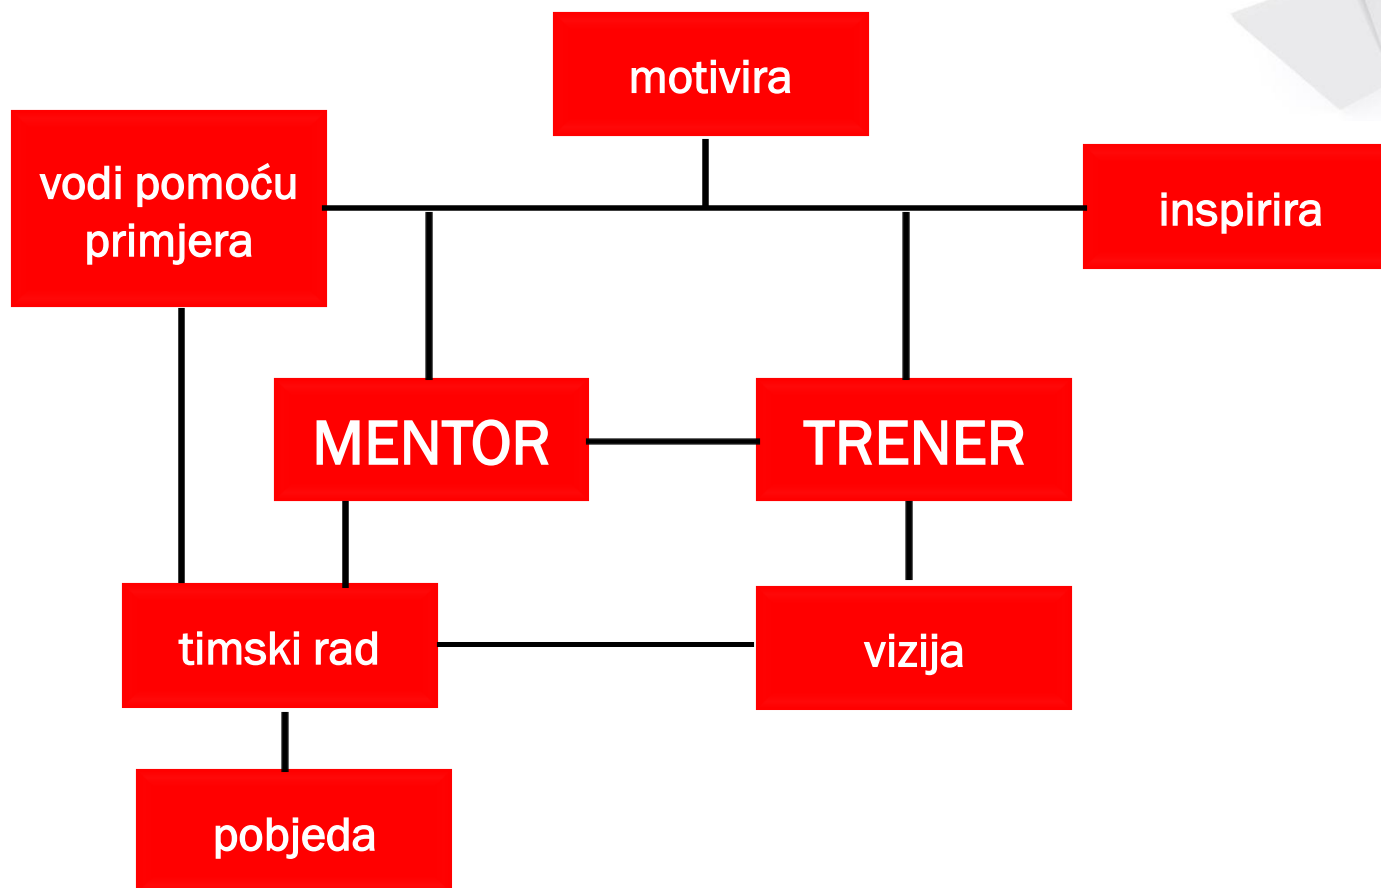 motivira
vodi pomoću
primjera
inspirira
MENTOR
TRENER
timski rad
vizija
pobjeda